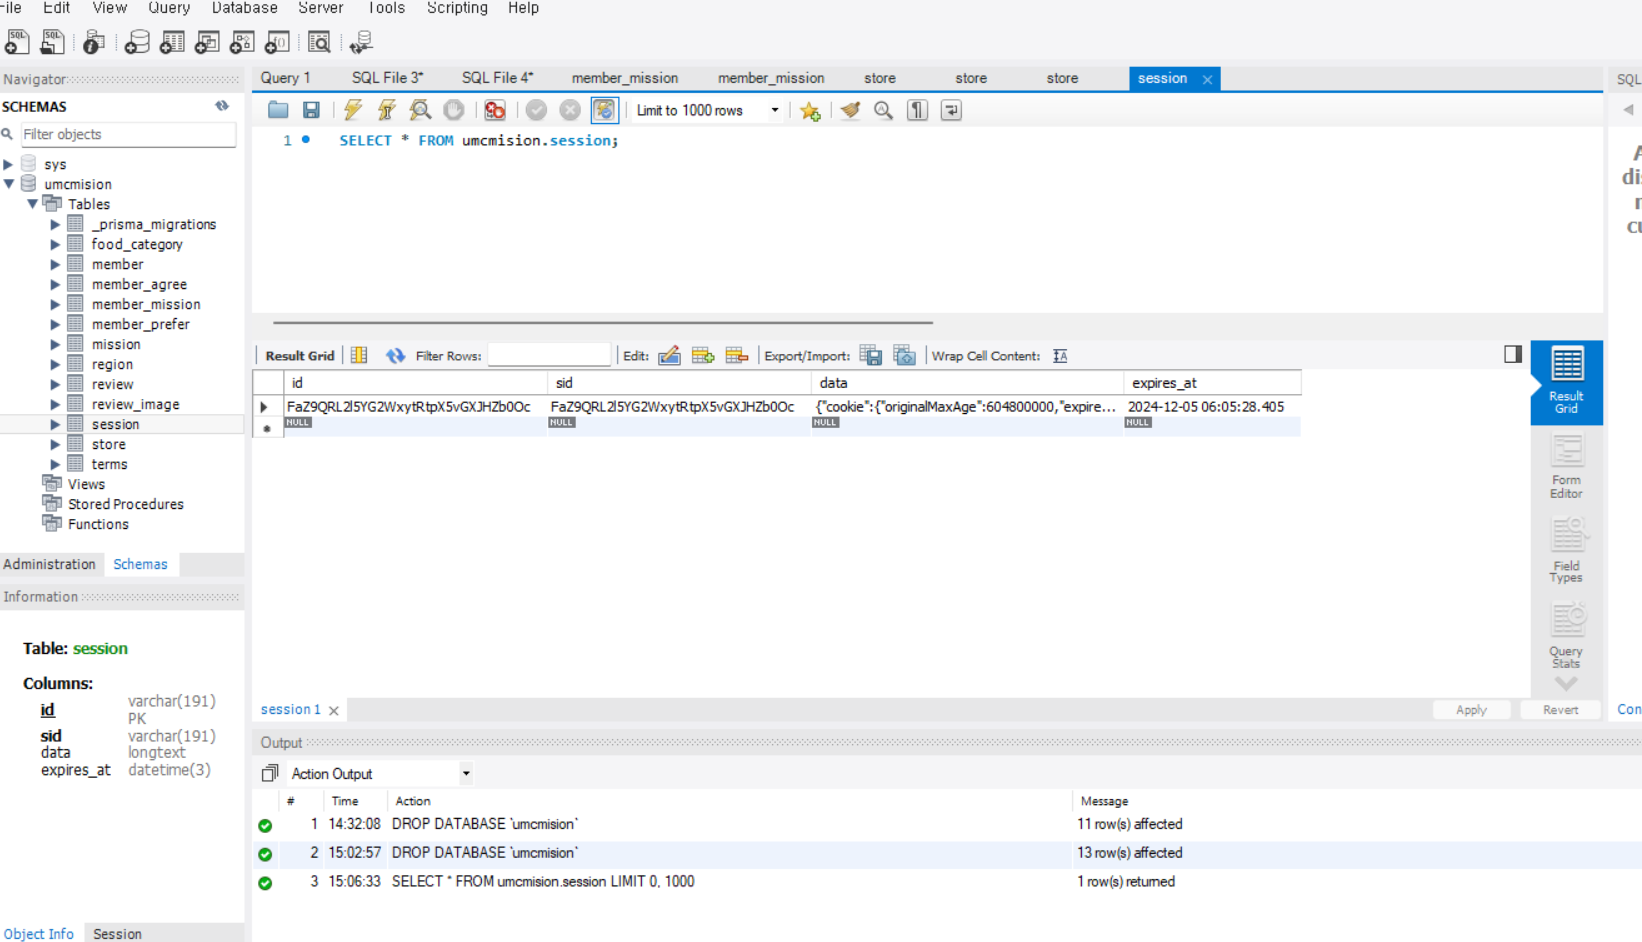 File Edit View Query Database Server Tools Scripting Help
Navigator
SCHEMAS
Filter objects
sys
umcmision
Tables
_prisma_migrations
food_category
member
member_agree
member_mission
member_prefer
mission
region
review
review_image
session
store
terms
Views
Stored Procedures
Functions
Administration Schemas
Information
Table: session
Columns:
id varchar(191) PK
sid varchar(191)
data longtext
expires_at datetime(3)
Object Info Session
Query 1 SQL File 3* SQL File 4* member_mission member_mission store store store session
Limit to 1000 rows
1 SELECT * FROM umcmision.session;
Result Grid Filter Rows: Edit: Export/Import: Wrap Cell Content: IA
id sid data expires_at
FaZ9QRL2l5YG2WxytRtpX5vGXJHZb0Oc FaZ9QRL2l5YG2WxytRtpX5vGXJHZb0Oc {"cookie":{"originalMaxAge":604800000,"expire... 2024-12-05 06:05:28.405
NULL NULL NULL NULL
Result Grid
Form Editor
Field Types
Query Stats
session 1 Apply Revert
Output
Action Output
# Time Action Message
1 14:32:08 DROP DATABASE `umcmision` 11 row(s) affected
2 15:02:57 DROP DATABASE `umcmision` 13 row(s) affected
3 15:06:33 SELECT * FROM umcmision.session LIMIT 0, 1000 1 row(s) returned
SQL
Con